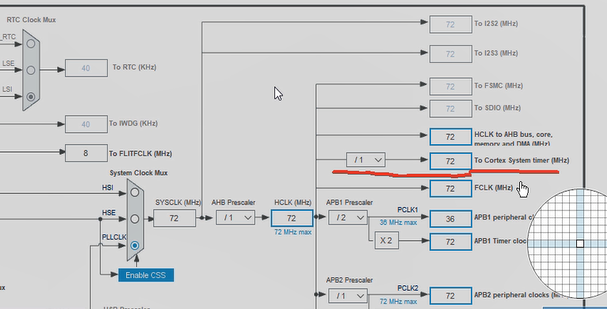 RTC Clock Mux
72
To I2S2 (MHz)
RTC
72
To I2S3 (MHz)
LSE
40
To RTC (KHz)
LSI
72
To FSMC (MHz)
72
To SDIO (MHz)
40
To IWDG (KHz)
72
HCLK to AHB bus, core,
memory and DMA (MHz)
8
To FLITFCLK (MHz)
/ 1
72
To Cortex System timer (MHz)
System Clock Mux
72
FCLK (MHz)
HSI
HSE
PLLCLK
SYSCLK (MHz)
72
AHB Prescaler
/ 1
HCLK (MHz)
72
72 MHz max
APB1 Prescaler
/ 2
PCLK1
36 MHz max
36
APB1 peripheral
X 2
72
APB1 Timer
Enable CSS
APB2 Prescaler
/ 1
PCLK2
72 MHz max
72
APB2 peripheral clocks